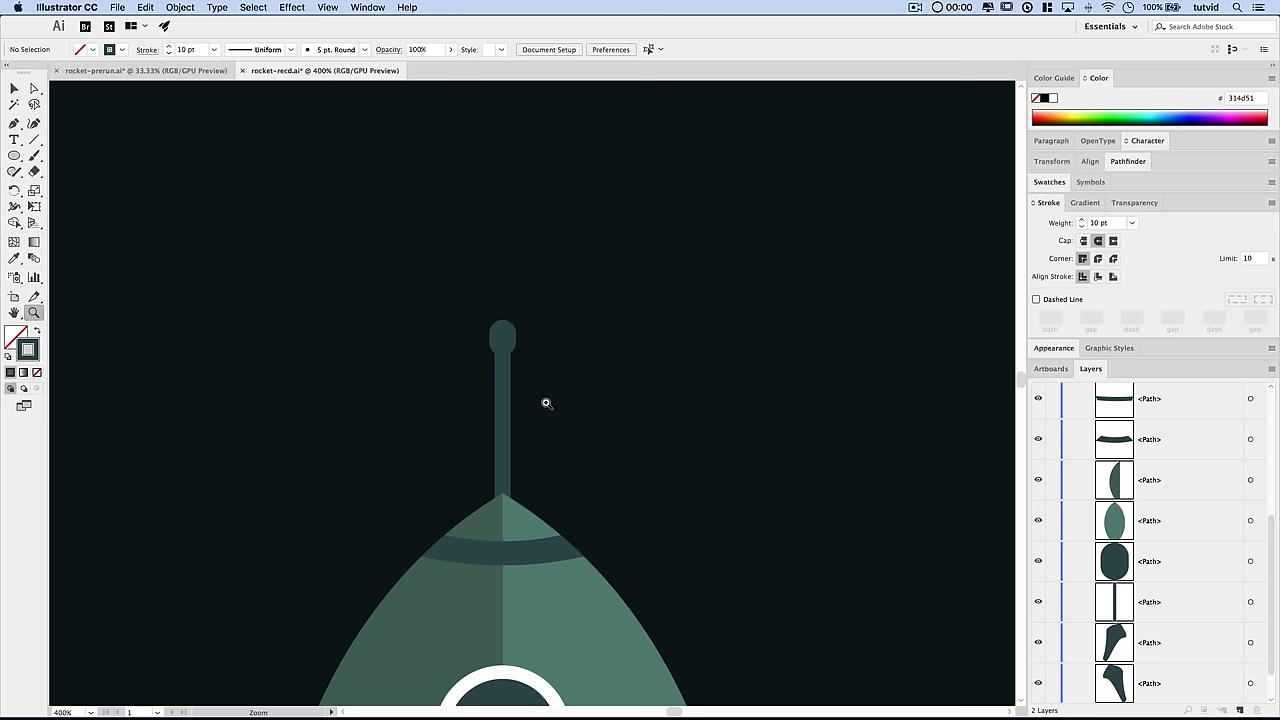 Illustrator CC File Edit Object Type Select Effect View Window Help 00:00 100% tutvid
Ai Br St Essentials Search Adobe Stock
No Selection Stroke: 10 pt Uniform 5 pt. Round Opacity: 100% Style: Document Setup Preferences
rocket-prerun.ai* @ 33.33% (RGB/GPU Preview) rocket-recd.ai* @ 400% (RGB/GPU Preview)
Color Guide Color
# 314d51
Paragraph OpenType Character
Transform Align Pathfinder
Swatches Symbols
Stroke Gradient Transparency
Weight: 10 pt
Cap:
Corner: Limit: 10 x
Align Stroke:
Dashed Line
dash gap dash gap dash gap
Appearance Graphic Styles
Artboards Layers
<Path>
<Path>
<Path>
<Path>
<Path>
<Path>
<Path>
<Path>
400% 1 Zoom 2 Layers